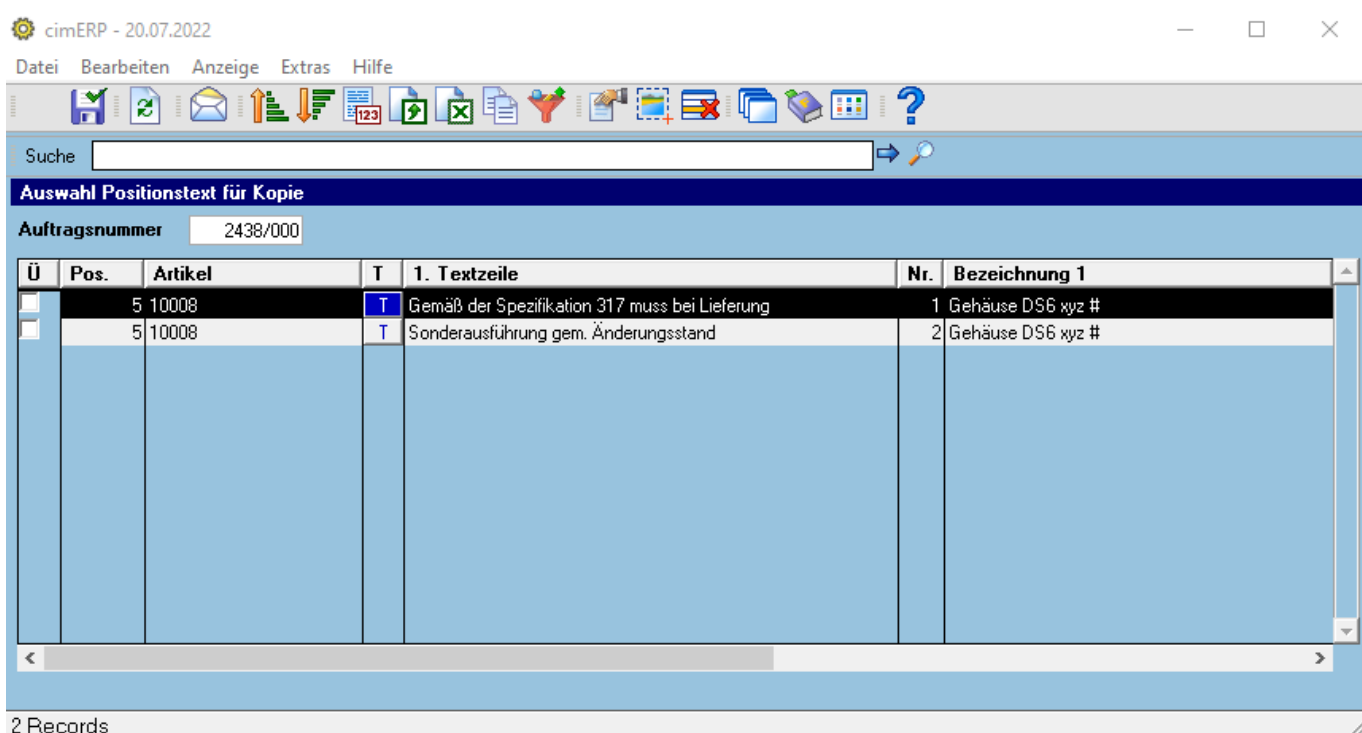 cimERP - 20.07.2022
Datei Bearbeiten Anzeige Extras Hilfe
123
?
Suche
Auswahl Positionstext für Kopie
Auftragsnummer 2438/000
Ü Pos. Artikel T 1. Textzeile Nr. Bezeichnung 1
5 10008 T Gemäß der Spezifikation 317 muss bei Lieferung 1 Gehäuse DS6 xyz #
5 10008 T Sonderausführung gem. Änderungsstand 2 Gehäuse DS6 xyz #
2 Records